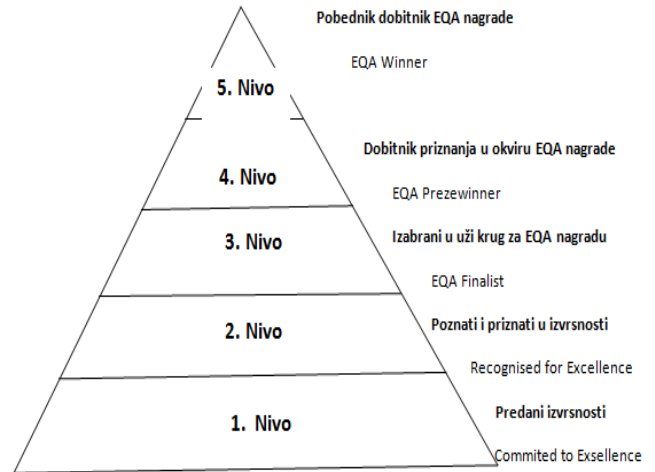 Pobednik dobitnik EQA nagrade
EQA Winner
5. Nivo
Dobitnik priznanja u okviru EQA nagrade
4. Nivo
EQA Prezewinner
Izabrani u uži krug za EQA nagradu
3. Nivo
EQA Finalist
Poznati i priznati u izvrsnosti
2. Nivo
Recognised for Excellence
Predani izvrsnosti
1. Nivo
Commited to Exsellence